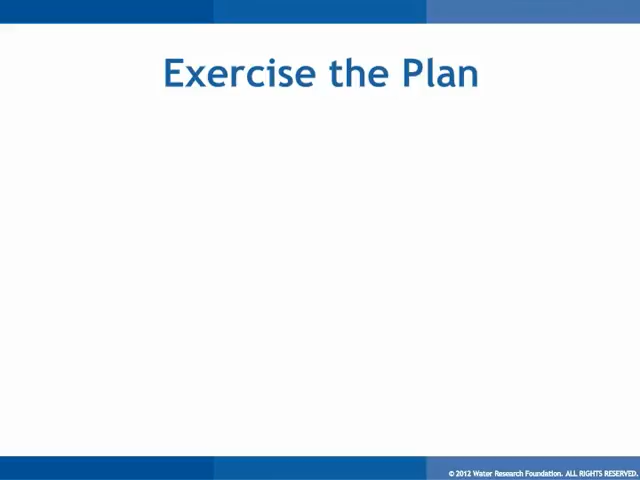 Exercise the Plan
© 2012 Water Research Foundation. ALL RIGHTS RESERVED.